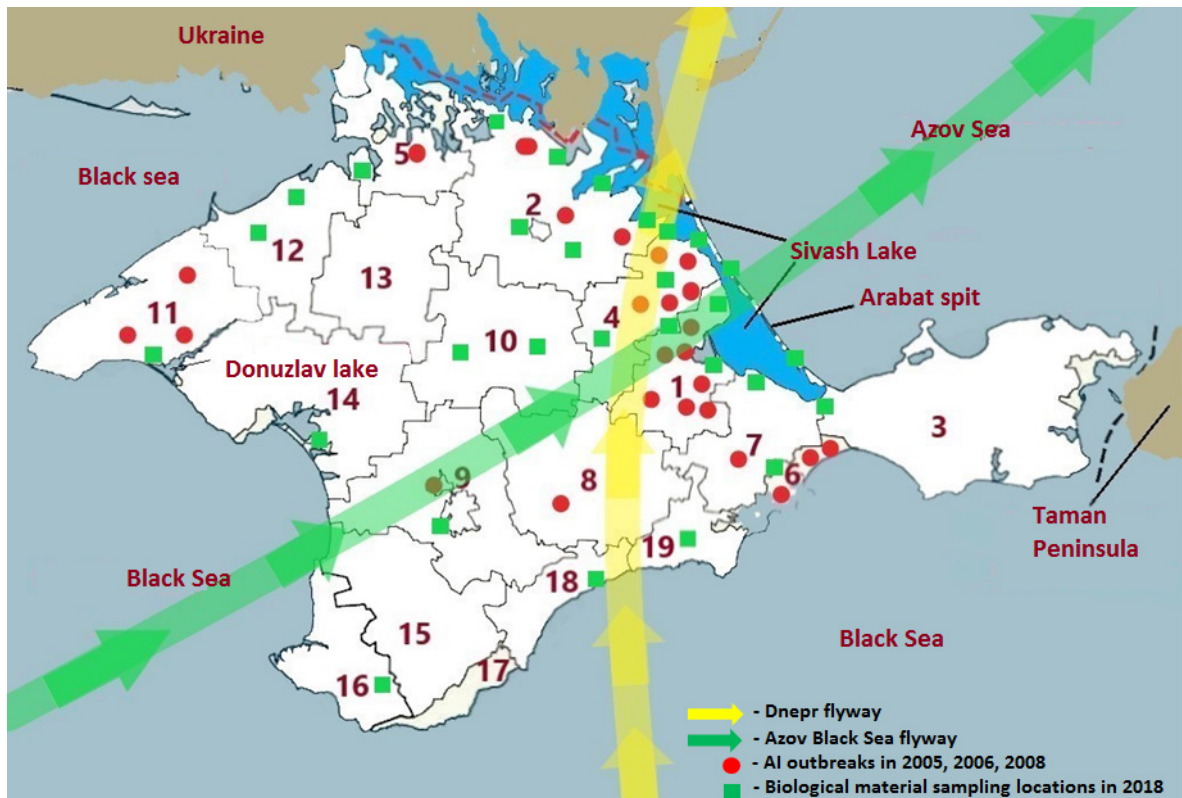 Ukraine
Azov Sea
Black sea
5
2
12
Sivash Lake
13
Arabat spit
11
4
10
Donuzlav lake
14
1
3
7
6
9
8
Taman
Peninsula
19
18
Black Sea
15
Black Sea
17
16
- Dnepr flyway
- Azov Black Sea flyway
- AI outbreaks in 2005, 2006, 2008
- Biological material sampling locations in 2018